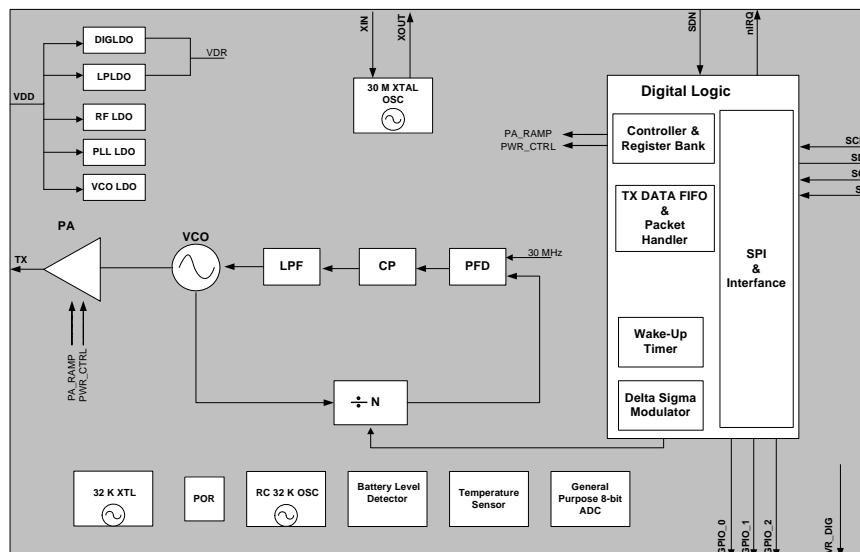 XIN
XOUT
SDN
nIRQ
DIGLDO
VDR
LPLDO
VDD
RF LDO
PLL LDO
VCO LDO
30 M XTAL
OSC
Digital Logic
PA_RAMP
PWR_CTRL
Controller &
Register Bank
TX DATA FIFO
&
Packet
Handler
SPI
&
Interfance
Wake-Up
Timer
Delta Sigma
Modulator
PA
TX
VCO
LPF
CP
PFD
30 MHz
PA_RAMP
PWR_CTRL
÷ N
32 K XTL
POR
RC 32 K OSC
Battery Level
Detector
Temperature
Sensor
General
Purpose 8-bit
ADC
GPIO_0
GPIO_1
GPIO_2
VR_DIG